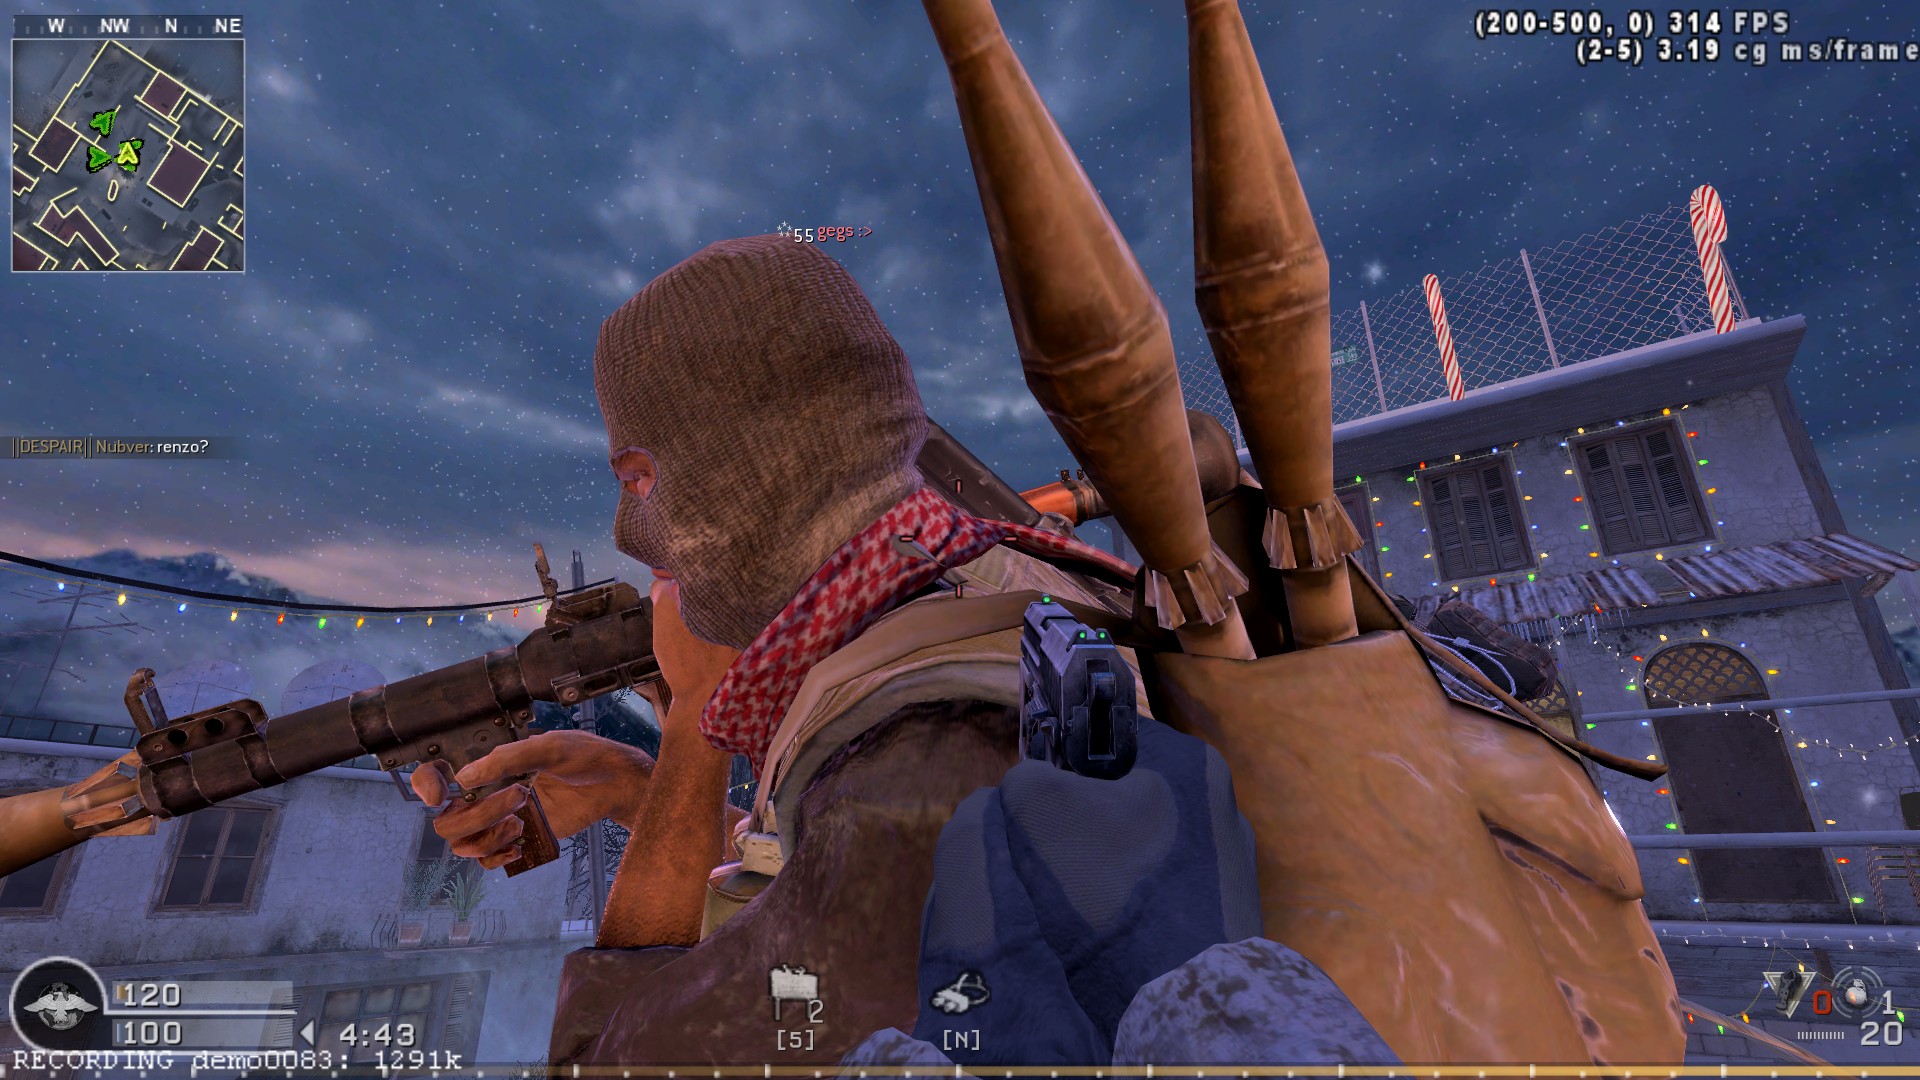 W NW N NE
(200-500, 0) 314 FPS
(2-5) 3.19 cg ms/frame
55 gegs :>
||DESPAIR|| Nubver: renzo?
120
100
4:43
2
[5]
[N]
0
1
20
RECORDING demo0083: 1291k